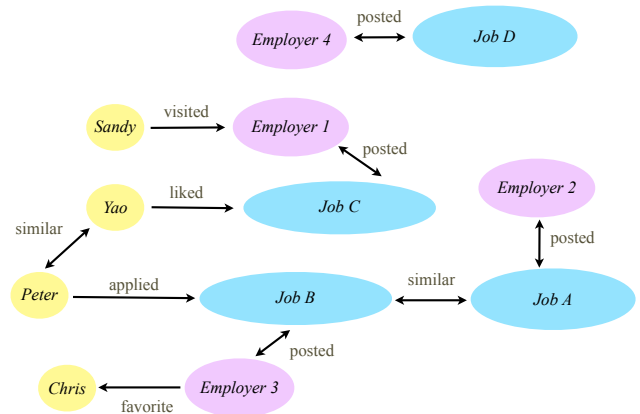 posted
Employer 4
Job D
visited
Sandy
Employer 1
posted
liked
Yao
Job C
Employer 2
similar
posted
applied
similar
Peter
Job B
Job A
posted
Chris
Employer 3
favorite